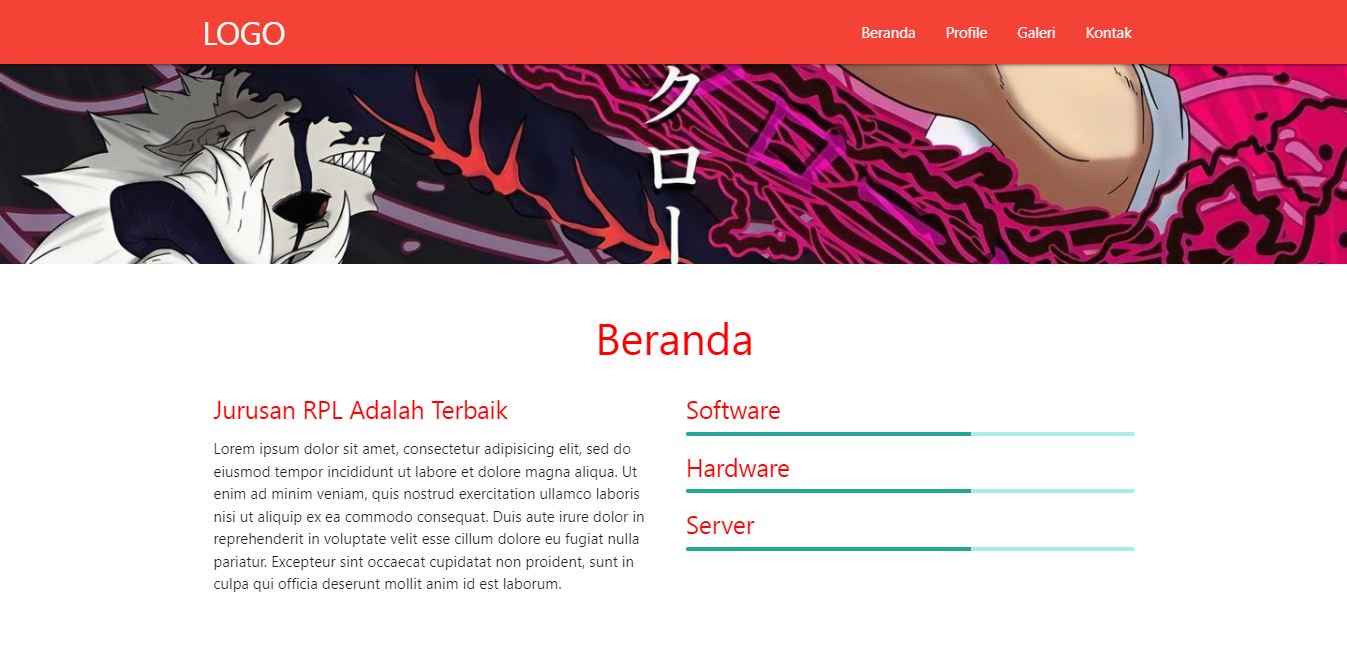 LOGO
Beranda
Profile
Galeri
Kontak
クロー
Beranda
Jurusan RPL Adalah Terbaik
Lorem ipsum dolor sit amet, consectetur adipisicing elit, sed do
eiusmod tempor incididunt ut labore et dolore magna aliqua. Ut
enim ad minim veniam, quis nostrud exercitation ullamco laboris
nisi ut aliquip ex ea commodo consequat. Duis aute irure dolor in
reprehenderit in voluptate velit esse cillum dolore eu fugiat nulla
pariatur. Excepteur sint occaecat cupidatat non proident, sunt in
culpa qui officia deserunt mollit anim id est laborum.
Software
Hardware
Server